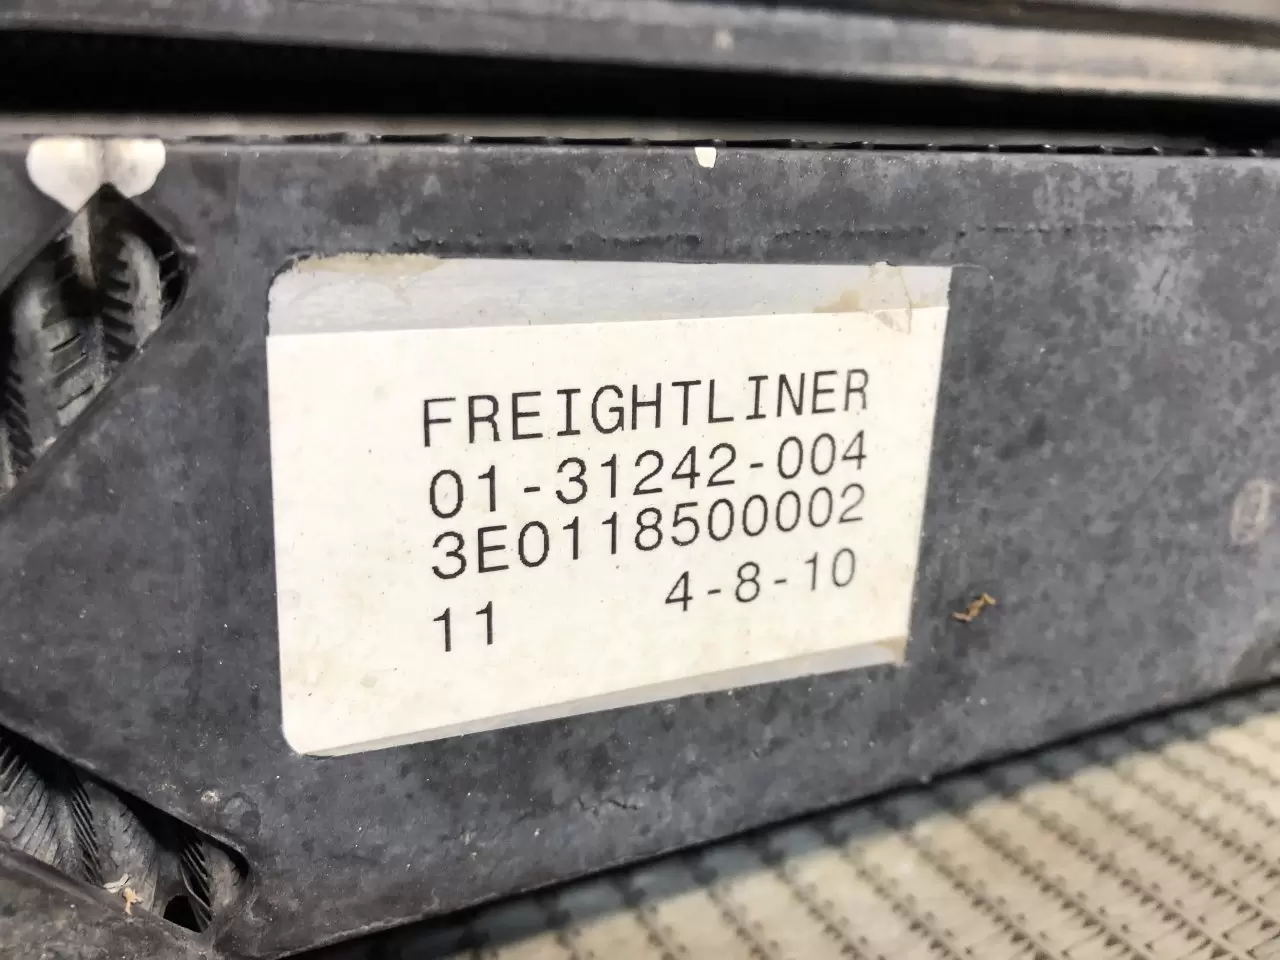 FREIGHTLINER
01-31242-004
3E0118500002
11 4-8-10